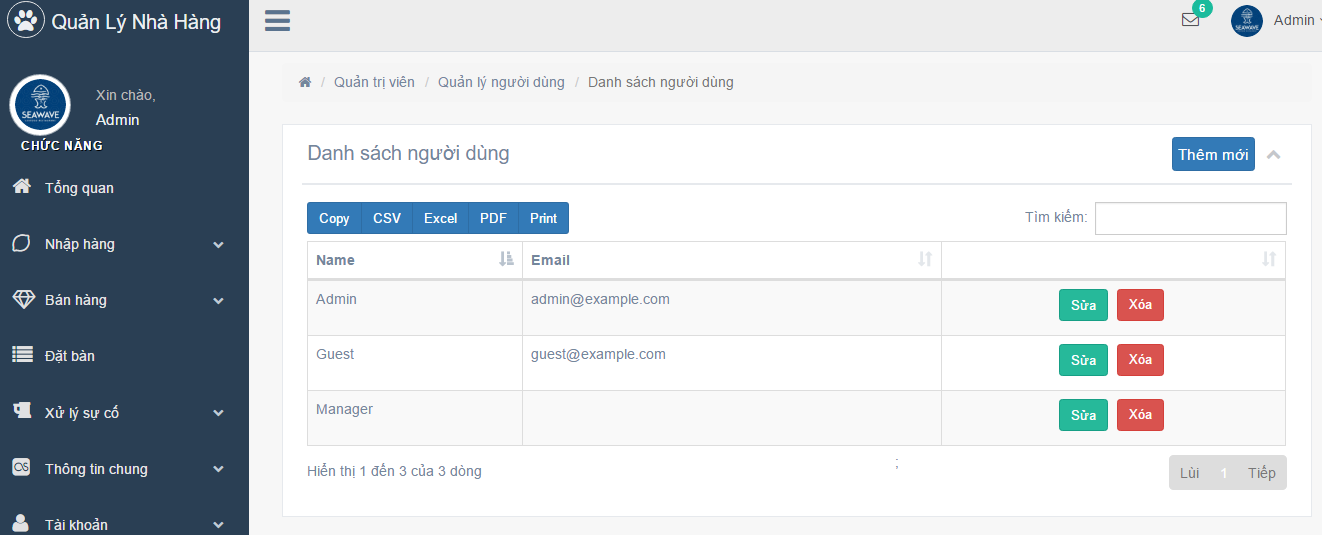 Quản Lý Nhà Hàng
6
Admin
SEAWAVE
Xin chào,
Admin
CHỨC NĂNG
Tổng quan
Nhập hàng
Bán hàng
Đặt bàn
Xử lý sự cố
Thông tin chung
Tài khoản
/ Quản trị viên / Quản lý người dùng / Danh sách người dùng
Danh sách người dùng
Thêm mới
Copy CSV Excel PDF Print
Tìm kiếm:
Name Email
Admin admin@example.com Sửa Xóa
Guest guest@example.com Sửa Xóa
Manager Sửa Xóa
Hiển thị 1 đến 3 của 3 dòng
;
Lùi 1 Tiếp